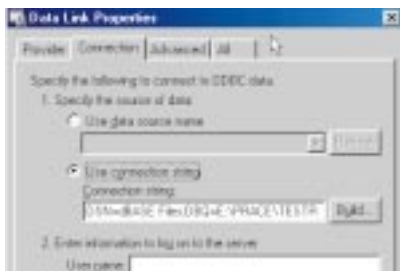 Data Link Properties
Provider Connection Advanced All
Specify the following to connect to ODBC data
1. Specify the source of data:
Use data source name
Use connection string
Connection string:
Build...
2. Enter information to log on to the server
User name: